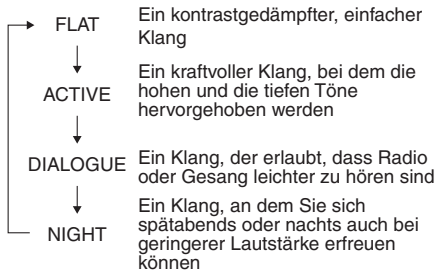 FLAT Ein kontrastgedämpfter, einfacher
Klang
ACTIVE Ein kraftvoller Klang, bei dem die
hohen und die tiefen Töne
hervorgehoben werden
DIALOGUE Ein Klang, der erlaubt, dass Radio
oder Gesang leichter zu hören sind
NIGHT Ein Klang, an dem Sie sich
spätabends oder nachts auch bei
geringerer Lautstärke erfreuen
können